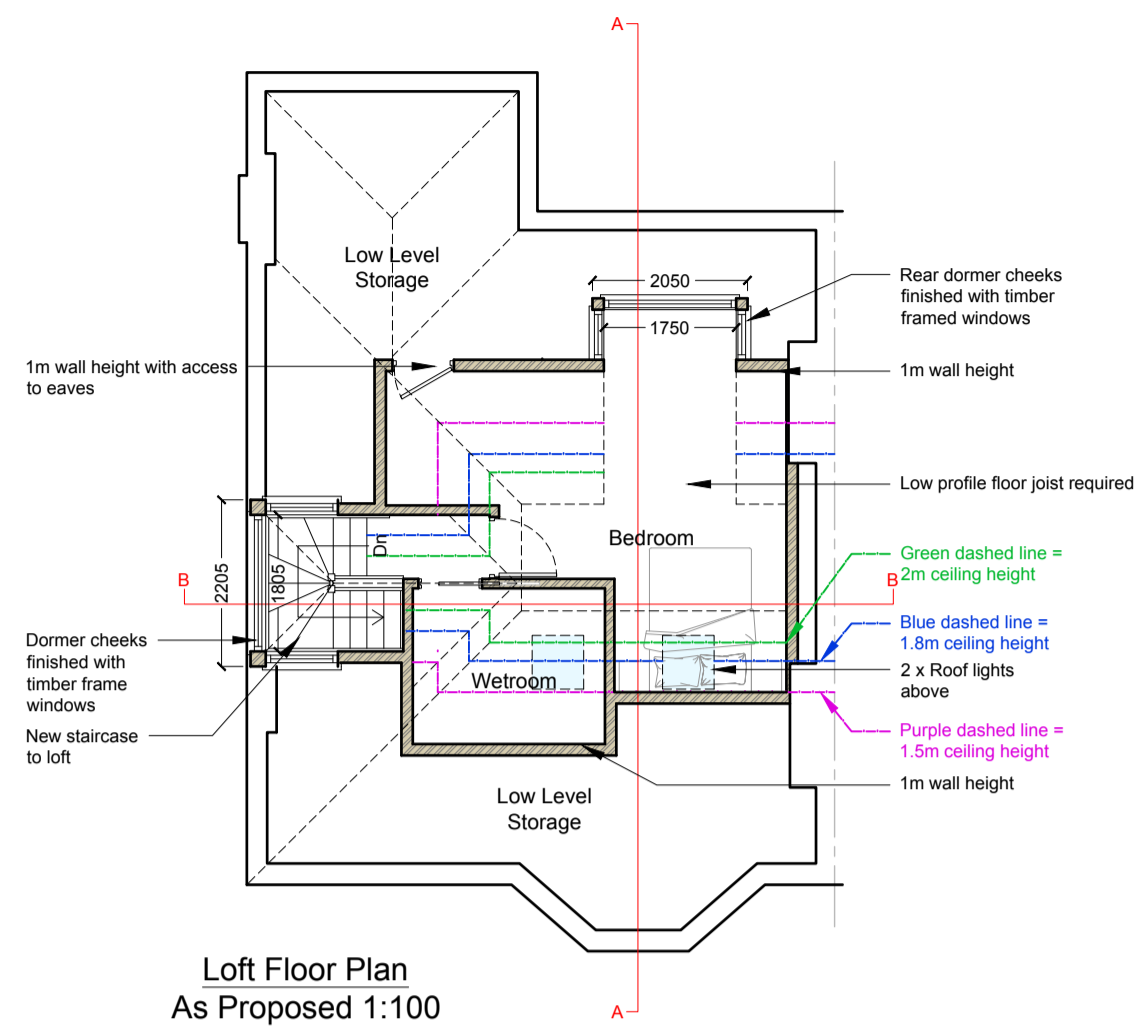 A
Low Level
Storage
2050
1750
Rear dormer cheeks
finished with timber
framed windows
1m wall height with access
to eaves
1m wall height
Low profile floor joist required
Bedroom
Dn
2205
1805
B
B
Green dashed line =
2m ceiling height
Dormer cheeks
finished with
timber frame
windows
Blue dashed line =
1.8m ceiling height
2 x Roof lights
above
Wetroom
New staircase
to loft
Purple dashed line =
1.5m ceiling height
1m wall height
Low Level
Storage
Loft Floor Plan
As Proposed 1:100
A